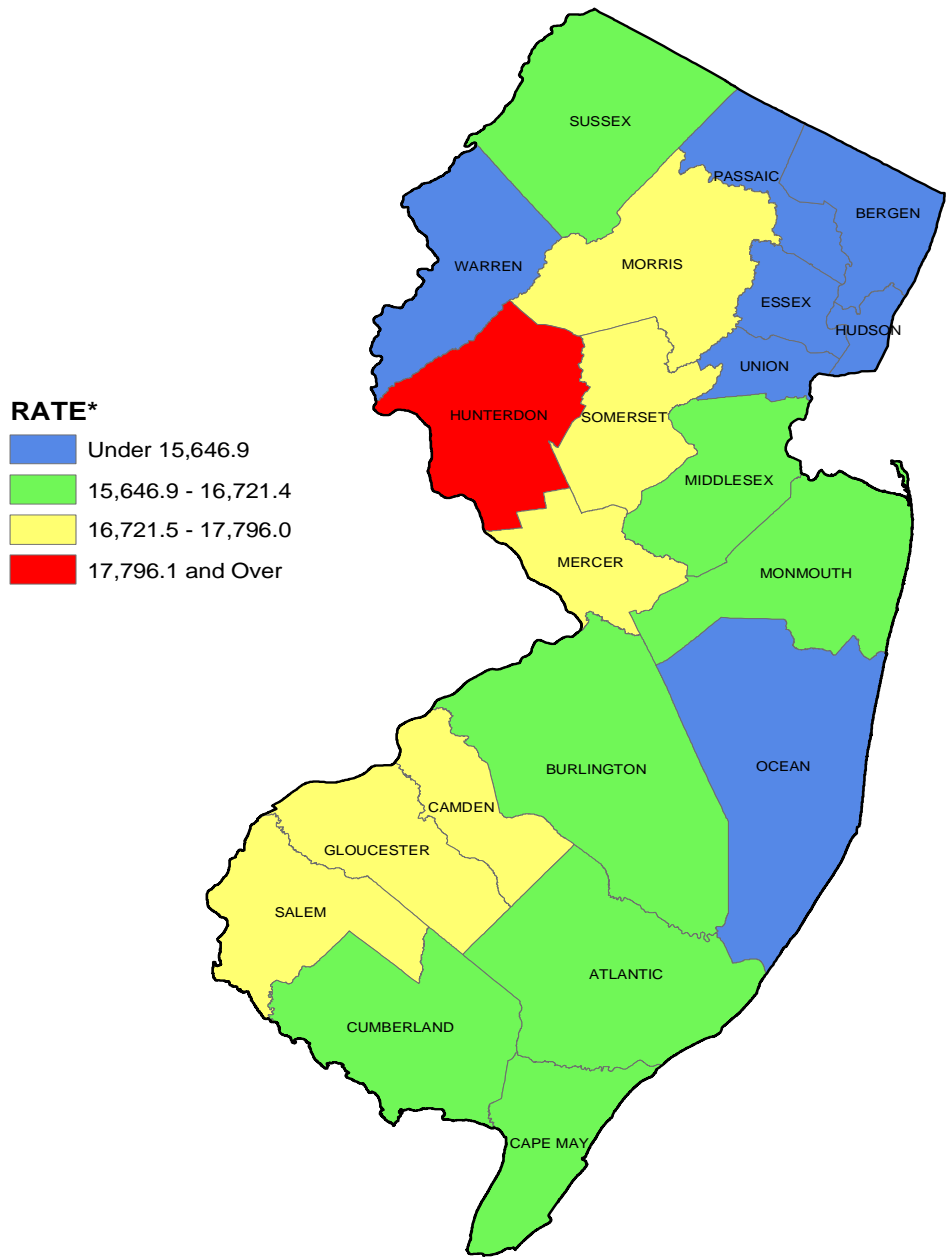 SUSSEX
PASSAIC
BERGEN
WARREN
MORRIS
ESSEX
HUDSON
UNION
RATE*
HUNTERDON
SOMERSET
Under 15,646.9
15,646.9 - 16,721.4
MIDDLESEX
16,721.5 - 17,796.0
MERCER
17,796.1 and Over
MONMOUTH
OCEAN
BURLINGTON
CAMDEN
GLOUCESTER
SALEM
ATLANTIC
CUMBERLAND
CAPE MAY